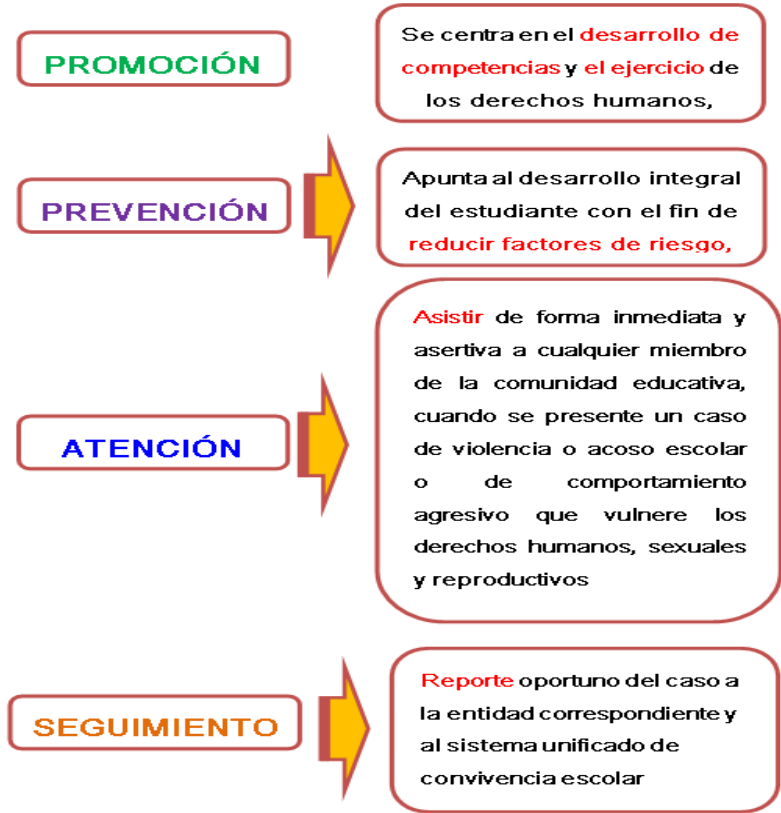 PROMOCIÓN
Se centra en el desarrollo de
competencias y el ejercicio de
los derechos humanos,
PREVENCIÓN
Apunta al desarrollo integral
del estudiante con el fin de
reducir factores de riesgo,
ATENCIÓN
Asistir de forma inmediata y
asertiva a cualquier miembro
de la comunidad educativa,
cuando se presente un caso
de violencia o acoso escolar
o de comportamiento
agresivo que vulnere los
derechos humanos, sexuales
y reproductivos
SEGUIMIENTO
Reporte oportuno del caso a
la entidad correspondiente y
al sistema unificado de
convivencia escolar